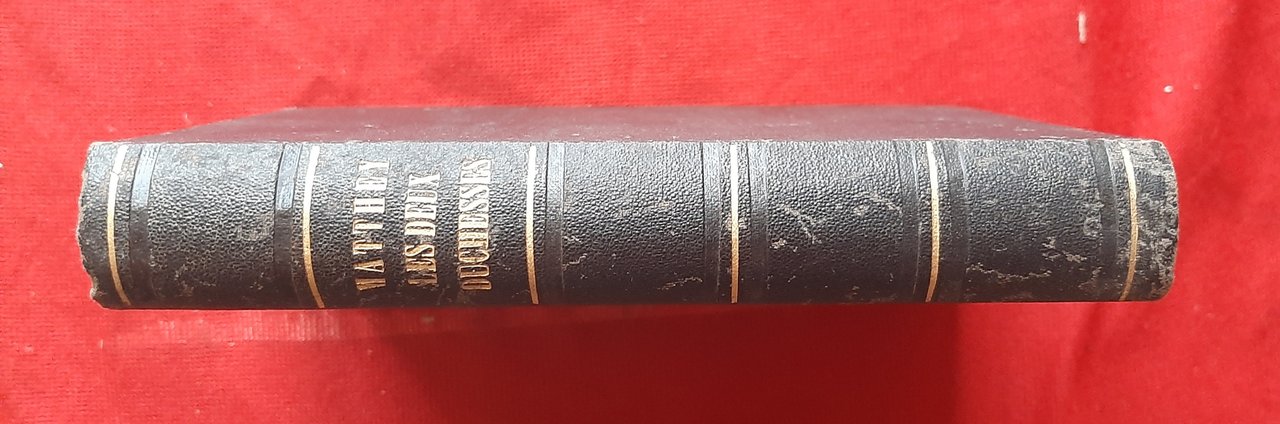 MATTHEY
LES DEUX
DUCHESSES